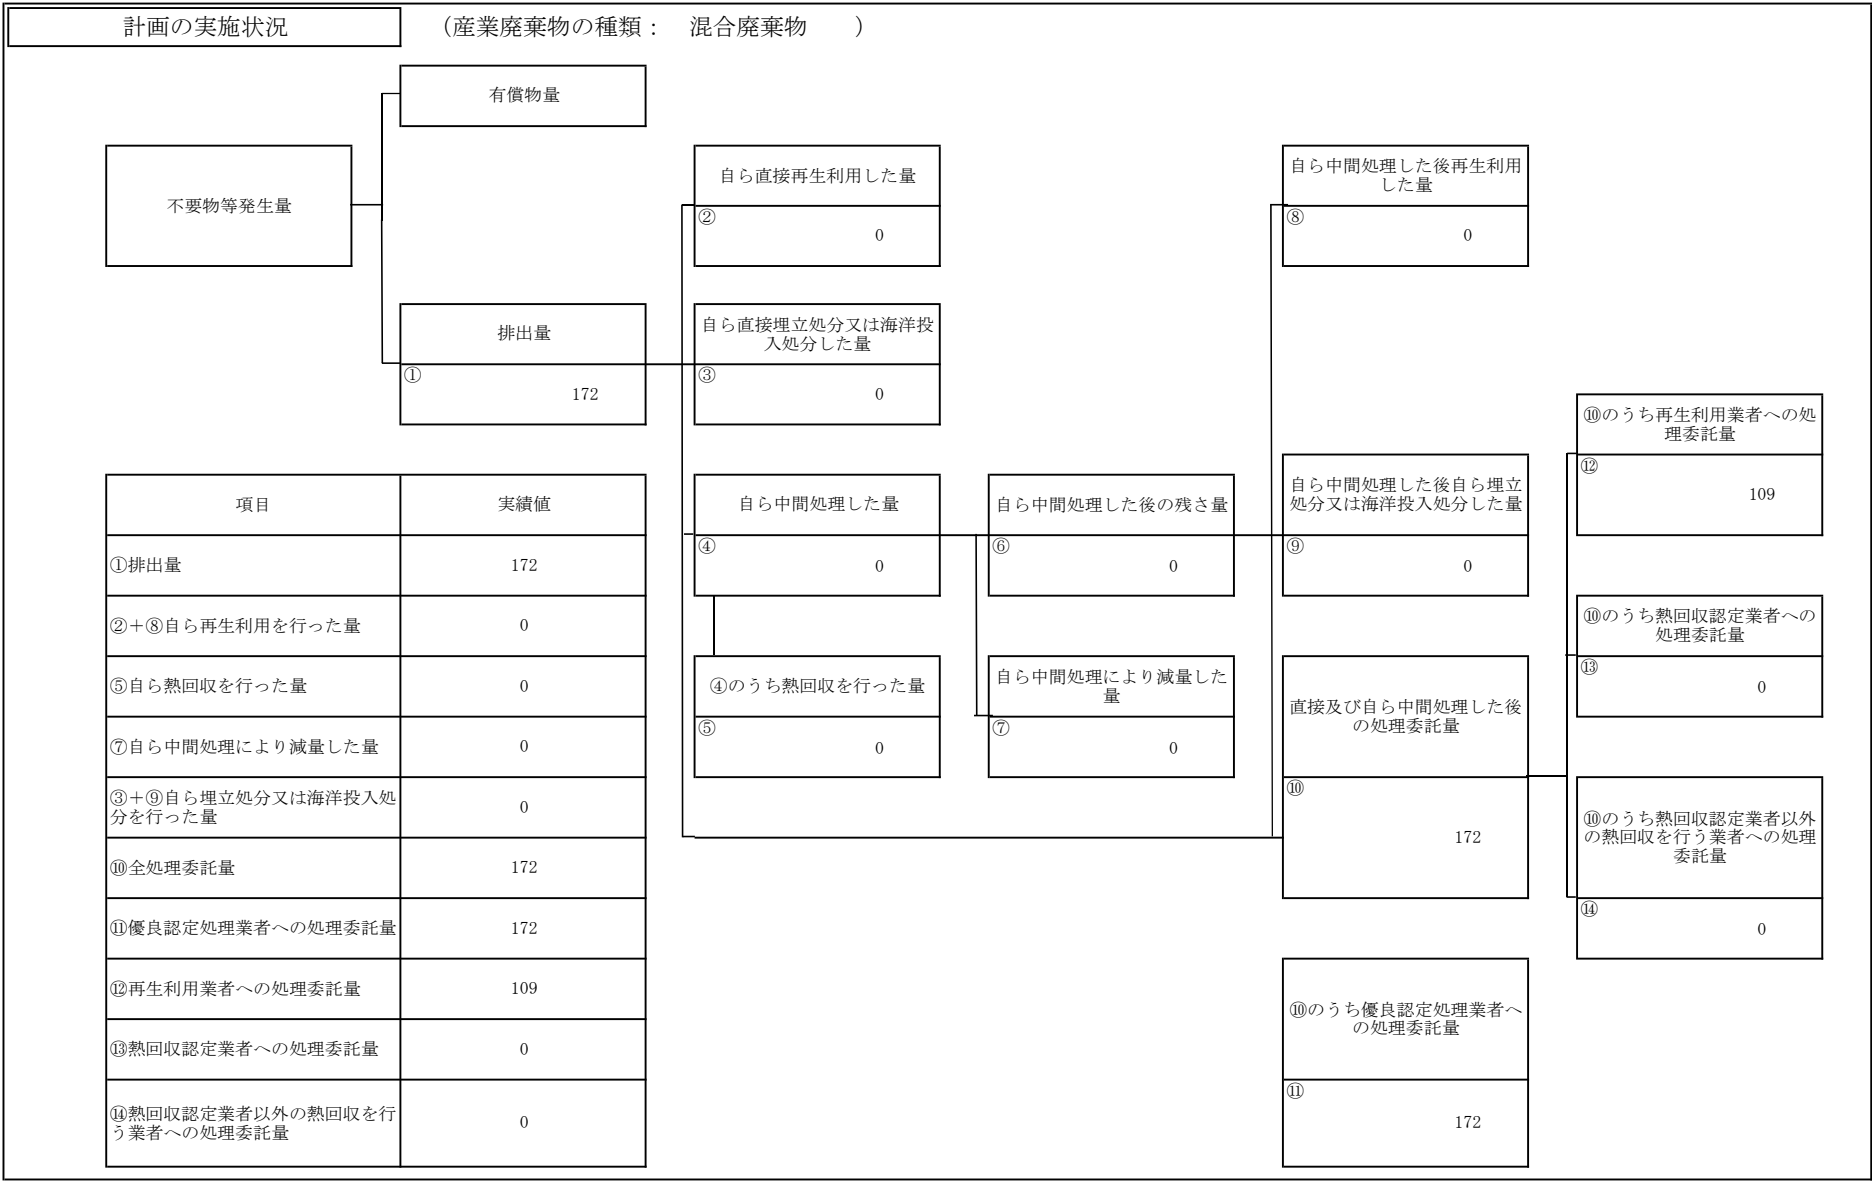 計画の実施状況 （産業廃棄物の種類： 混合廃棄物 ）
有償物量
不要物等発生量
自ら直接再生利用した量
②
0
自ら中間処理した後再生利用
した量
⑧
0
排出量
①
172
自ら直接埋立処分又は海洋投
入処分した量
③
0
⑩のうち再生利用業者への処
理委託量
⑫
109
項目 実績値
①排出量 172
②＋⑧自ら再生利用を行った量 0
⑤自ら熱回収を行った量 0
⑦自ら中間処理により減量した量 0
③＋⑨自ら埋立処分又は海洋投入処
分を行った量 0
⑩全処理委託量 172
⑪優良認定処理業者への処理委託量 172
⑫再生利用業者への処理委託量 109
⑬熱回収認定業者への処理委託量 0
⑭熱回収認定業者以外の熱回収を行
う業者への処理委託量 0
自ら中間処理した量
④
0
自ら中間処理した後の残さ量
⑥
0
自ら中間処理した後自ら埋立
処分又は海洋投入処分した量
⑨
0
④のうち熱回収を行った量
⑤
0
自ら中間処理により減量した
量
⑦
0
直接及び自ら中間処理した後
の処理委託量
⑩
172
⑩のうち熱回収認定業者への
処理委託量
⑬
0
⑩のうち熱回収認定業者以外
の熱回収を行う業者への処理
委託量
⑭
0
⑩のうち優良認定処理業者へ
の処理委託量
⑪
172